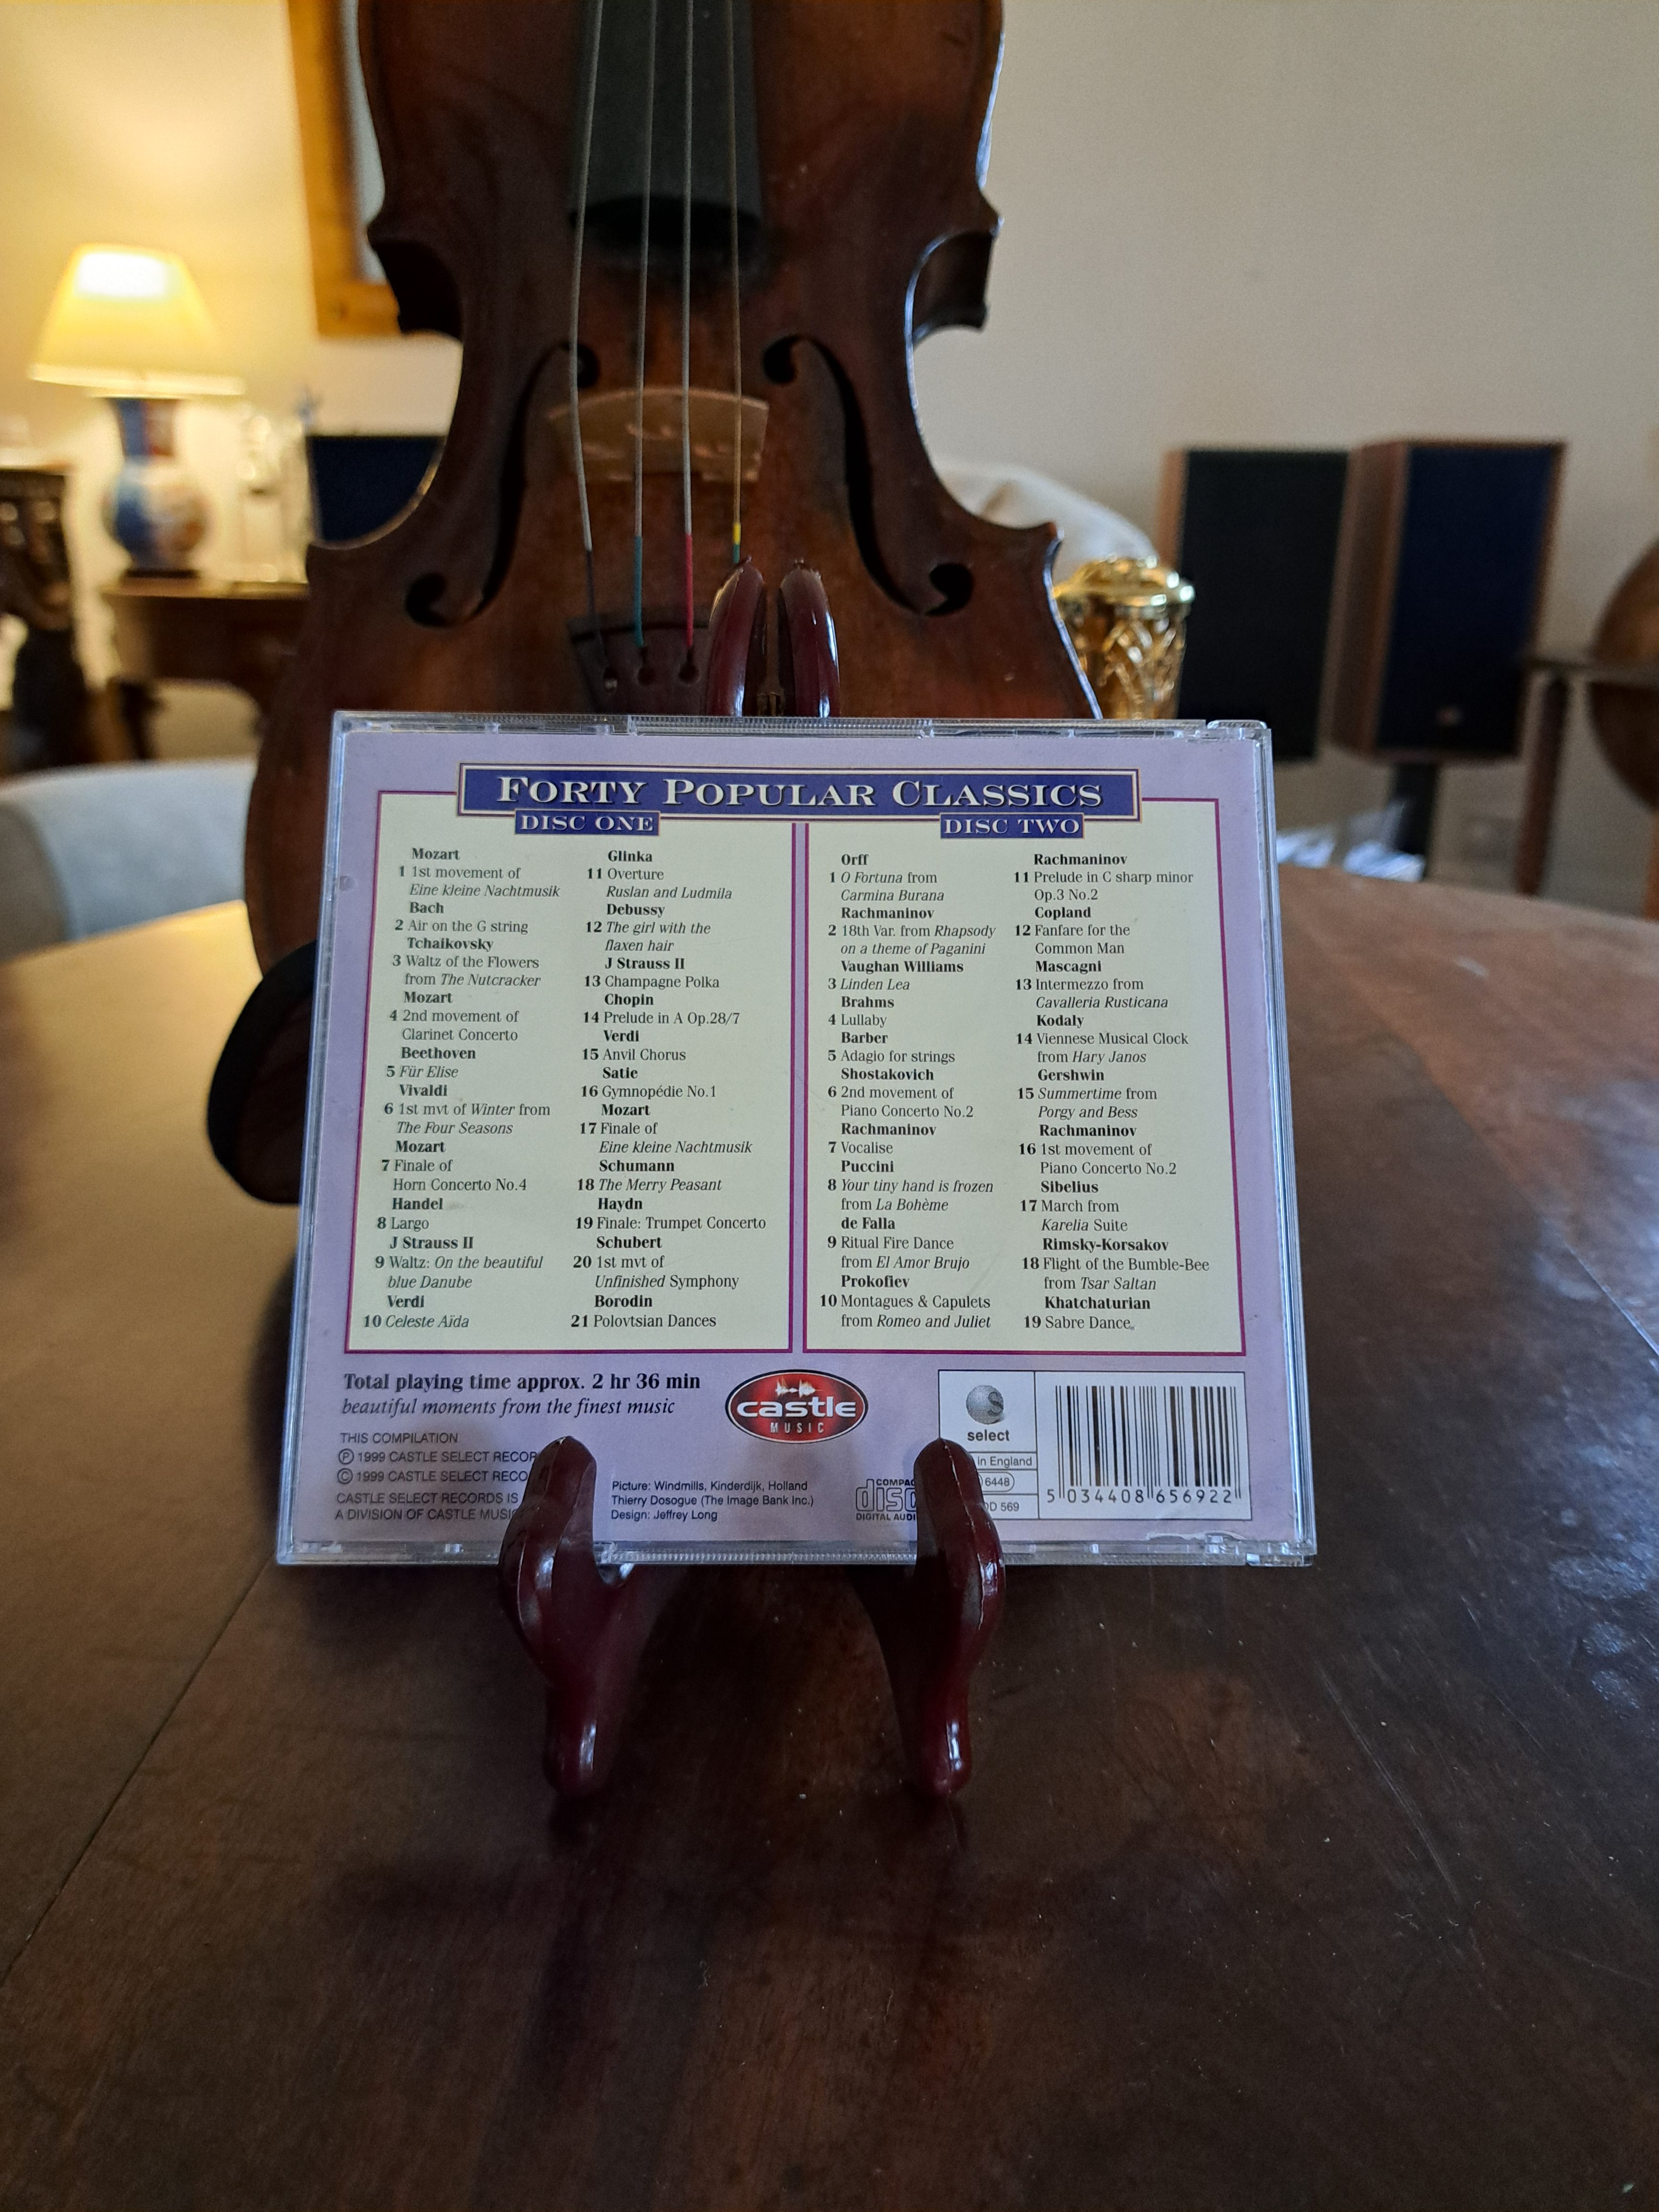 FORTY POPULAR CLASSICS
DISC ONE
Mozart
1 1st movement of
Eine kleine Nachtmusik
Bach
2 Air on the G string
Tchaikovsky
3 Waltz of the Flowers
from The Nutcracker
Mozart
4 2nd movement of
Clarinet Concerto
Beethoven
5 Für Elise
Vivaldi
6 1st mvt of Winter from
The Four Seasons
Mozart
7 Finale of
Horn Concerto No.4
Handel
8 Largo
J Strauss II
9 Waltz: On the beautiful
blue Danube
Verdi
10 Celeste Aïda
Glinka
11 Overture
Ruslan and Ludmila
Debussy
12 The girl with the
flaxen hair
J Strauss II
13 Champagne Polka
Chopin
14 Prelude in A Op.28/7
Verdi
15 Anvil Chorus
Satie
16 Gymnopédie No.1
Mozart
17 Finale of
Eine kleine Nachtmusik
Schumann
18 The Merry Peasant
Haydn
19 Finale: Trumpet Concerto
Schubert
20 1st mvt of
Unfinished Symphony
Borodin
21 Polovtsian Dances
DISC TWO
Orff
1 O Fortuna from
Carmina Burana
Rachmaninov
2 18th Var. from Rhapsody
on a theme of Paganini
Vaughan Williams
3 Linden Lea
Brahms
4 Lullaby
Barber
5 Adagio for strings
Shostakovich
6 2nd movement of
Piano Concerto No.2
Rachmaninov
7 Vocalise
Puccini
8 Your tiny hand is frozen
from La Bohème
de Falla
9 Ritual Fire Dance
from El Amor Brujo
Prokofiev
10 Montagues & Capulets
from Romeo and Juliet
Rachmaninov
11 Prelude in C sharp minor
Op.3 No.2
Copland
12 Fanfare for the
Common Man
Mascagni
13 Intermezzo from
Cavalleria Rusticana
Kodaly
14 Viennese Musical Clock
from Hary Janos
Gershwin
15 Summertime from
Porgy and Bess
Rachmaninov
16 1st movement of
Piano Concerto No.2
Sibelius
17 March from
Karelia Suite
Rimsky-Korsakov
18 Flight of the Bumble-Bee
from Tsar Saltan
Khatchaturian
19 Sabre Dance
Total playing time approx. 2 hr 36 min
beautiful moments from the finest music
THIS COMPILATION
℗ 1999 CASTLE SELECT RECOR
© 1999 CASTLE SELECT RECO
CASTLE SELECT RECORDS IS
A DIVISION OF CASTLE MUSI
Picture: Windmills, Kinderdijk, Holland
Thierry Dosogue (The Image Bank Inc.)
Design: Jeffrey Long
castle
MUSIC
COMPA
disc
DIGITAL AUDI
S
select
in England
6448
D 569
5 034408 656922